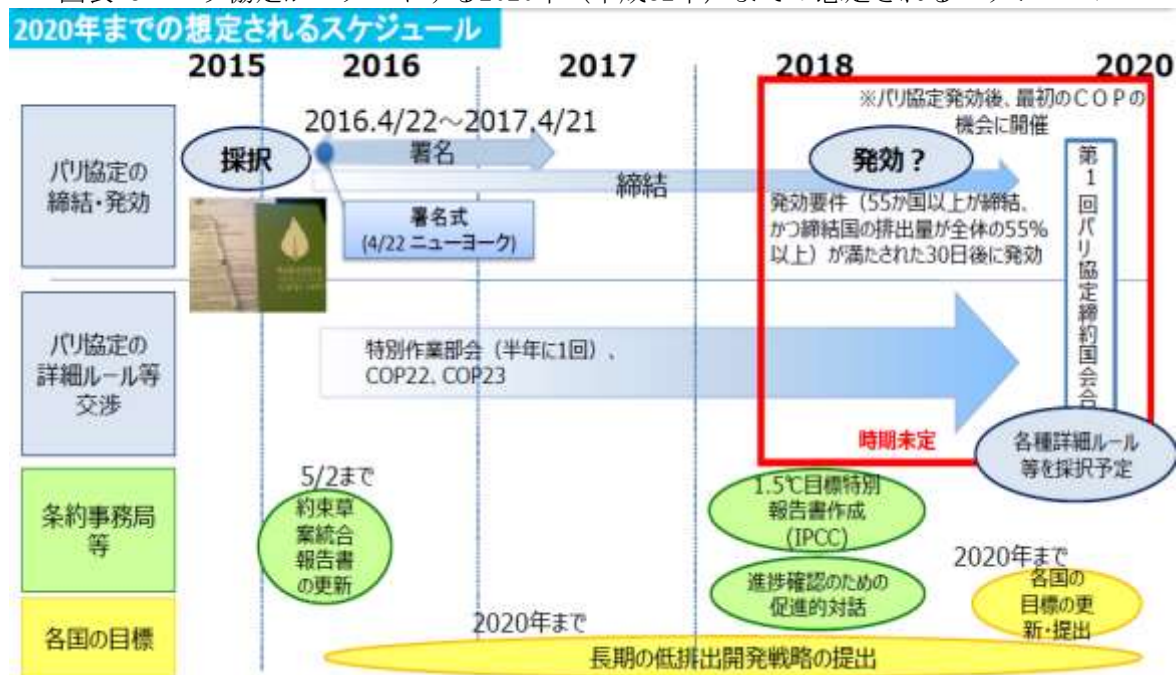 2020年までの想定されるスケジュール
2015
2016
2017
2018
2020
パリ協定の
締結・発効
採択
2016.4/22～2017.4/21
署名
締結
署名式
(4/22 ニューヨーク)
発効？
※パリ協定発効後、最初のＣＯＰの
機会に開催
発効要件（55か国以上が締結、
かつ締結国の排出量が全体の55%
以上）が満たされた30日後に発効
第1回パリ協定締約国会合
パリ協定の
詳細ルール等
交渉
特別作業部会（半年に1回）、
COP22、COP23
時期未定
各種詳細ルール
等を採択予定
条約事務局
等
5/2まで
約束草
案統合
報告書
の更新
1.5℃目標特別
報告書作成
(IPCC)
進捗確認のための
促進的対話
2020年まで
各国の
目標の更
新・提出
各国の目標
2020年まで
長期の低排出開発戦略の提出